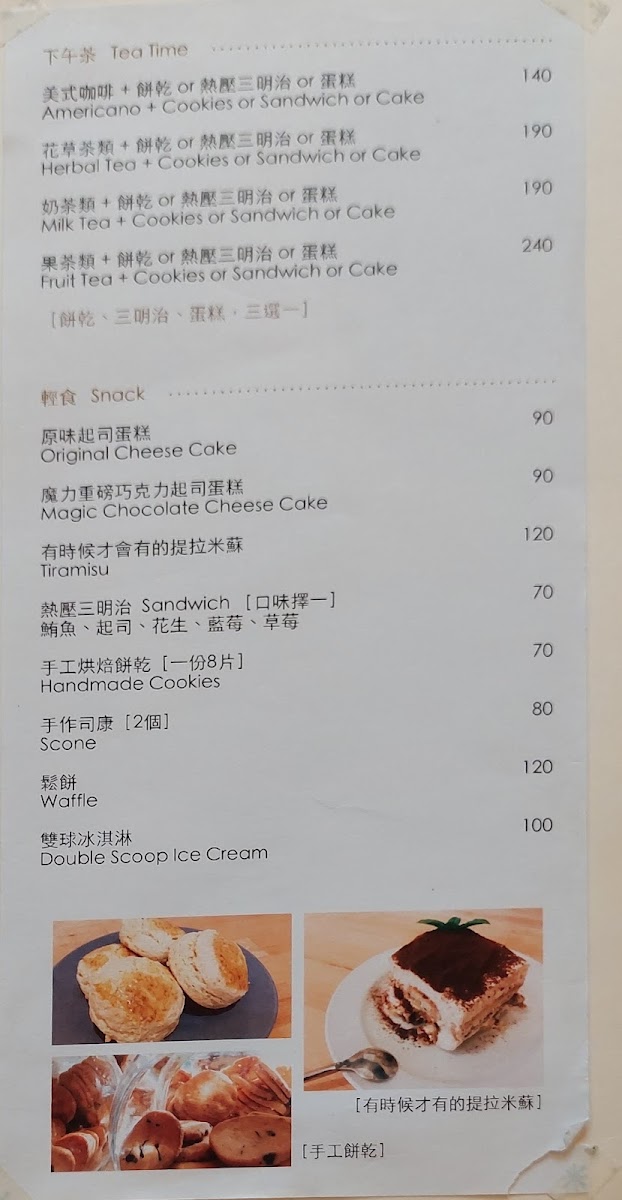 下午茶 Tea Time
美式咖啡 + 餅乾 or 熱壓三明治 or 蛋糕 140
Americano + Cookies or Sandwich or Cake
花草茶類 + 餅乾 or 熱壓三明治 or 蛋糕 190
Herbal Tea + Cookies or Sandwich or Cake
奶茶類 + 餅乾 or 熱壓三明治 or 蛋糕 190
Milk Tea + Cookies or Sandwich or Cake
果茶類 + 餅乾 or 熱壓三明治 or 蛋糕 240
Fruit Tea + Cookies or Sandwich or Cake
[餅乾、三明治、蛋糕，三選一]
輕食 Snack
原味起司蛋糕 90
Original Cheese Cake
魔力重磅巧克力起司蛋糕 90
Magic Chocolate Cheese Cake
有時候才會有的提拉米蘇 120
Tiramisu
熱壓三明治 Sandwich [口味擇一] 70
鮪魚、起司、花生、藍莓、草莓
手工烘焙餅乾 [一份8片] 70
Handmade Cookies
手作司康 [2個] 80
Scone
鬆餅 120
Waffle
雙球冰淇淋 100
Double Scoop Ice Cream
[有時候才有的提拉米蘇]
[手工餅乾]